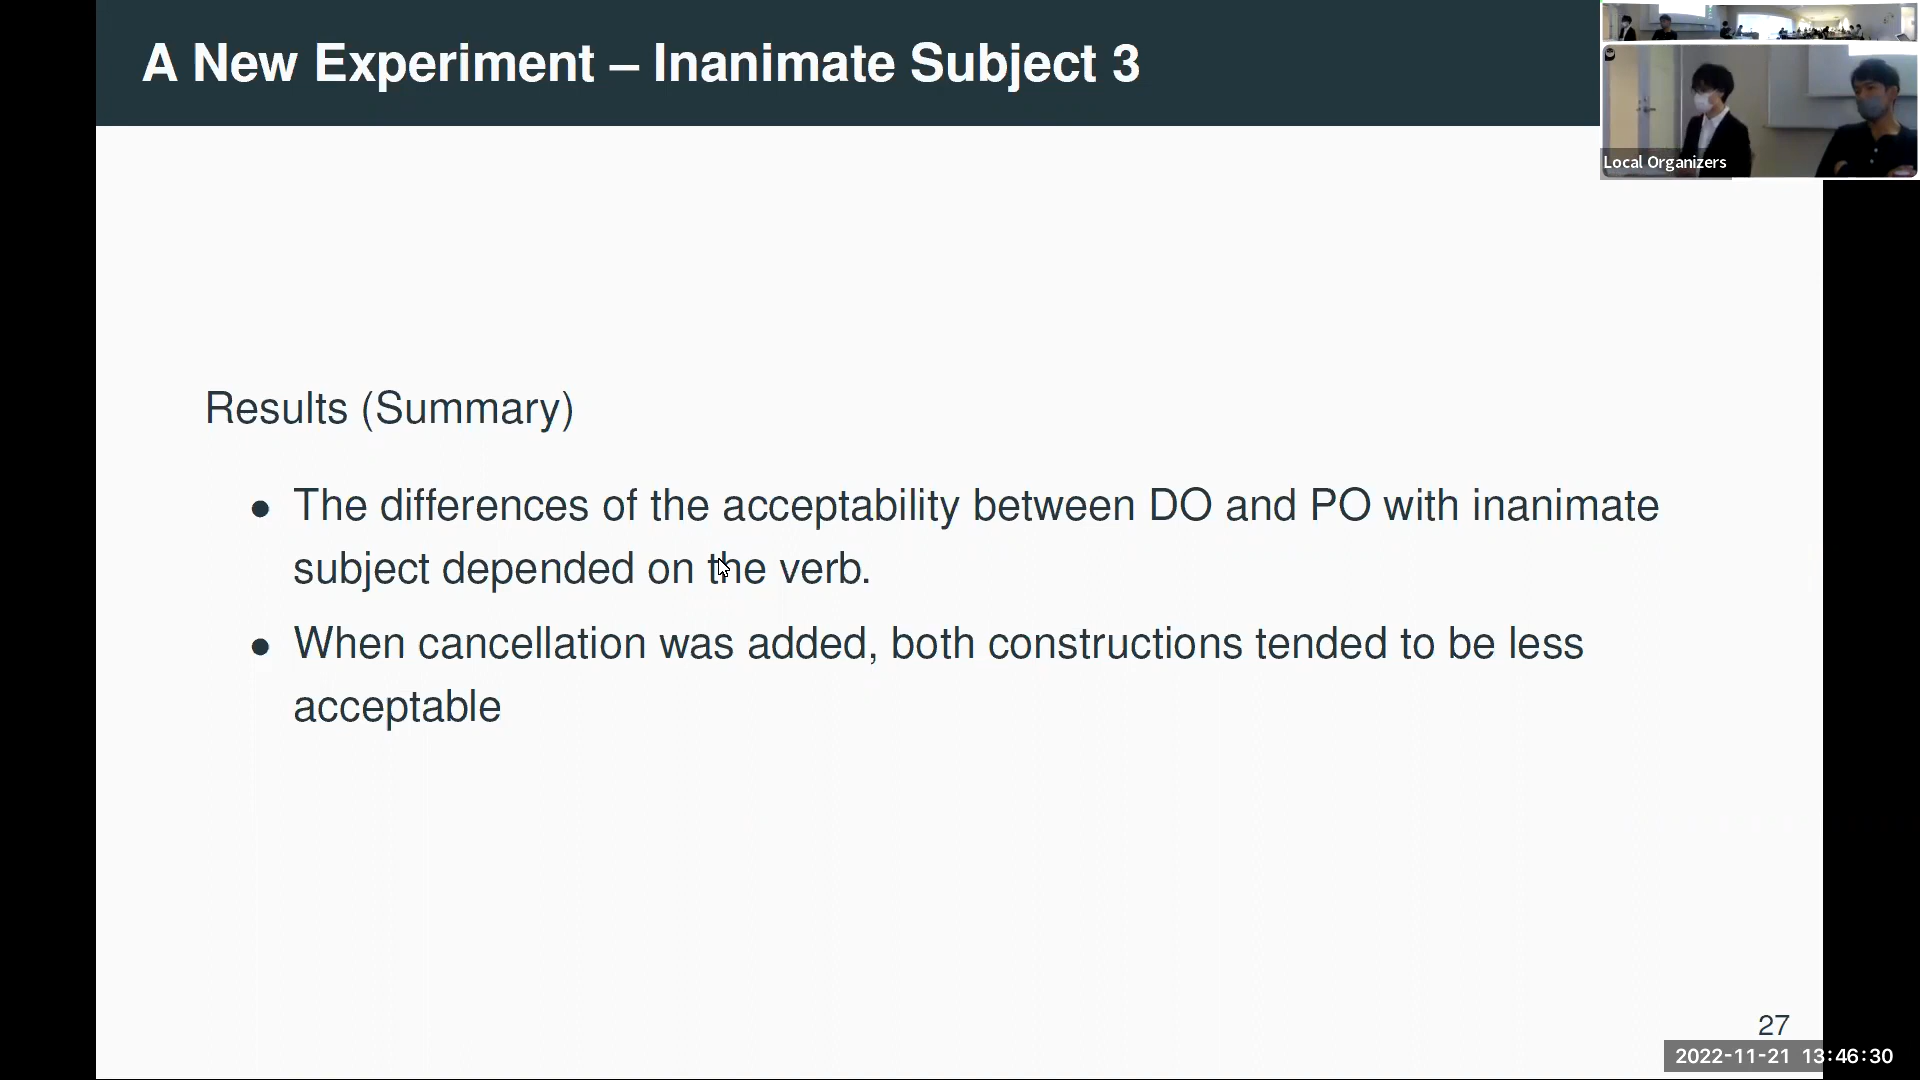 A New Experiment – Inanimate Subject 3
Local Organizers
Results (Summary)
● The differences of the acceptability between DO and PO with inanimate
subject depended on the verb.
● When cancellation was added, both constructions tended to be less
acceptable
27
2022-11-21 13:46:30